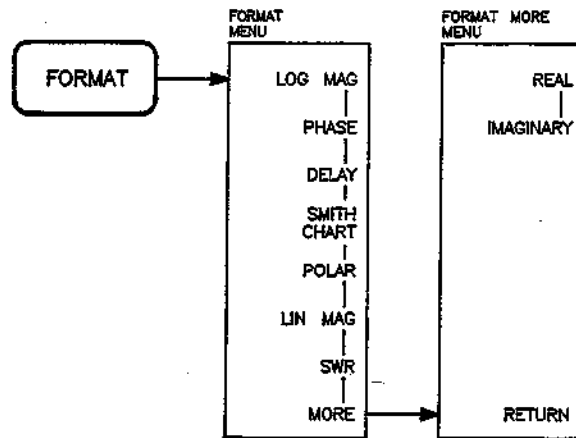 FORMAT
FORMAT
MENU
LOG MAG
PHASE
DELAY
SMITH
CHART
POLAR
LIN MAG
SWR
MORE
FORMAT MORE
MENU
REAL
IMAGINARY
RETURN